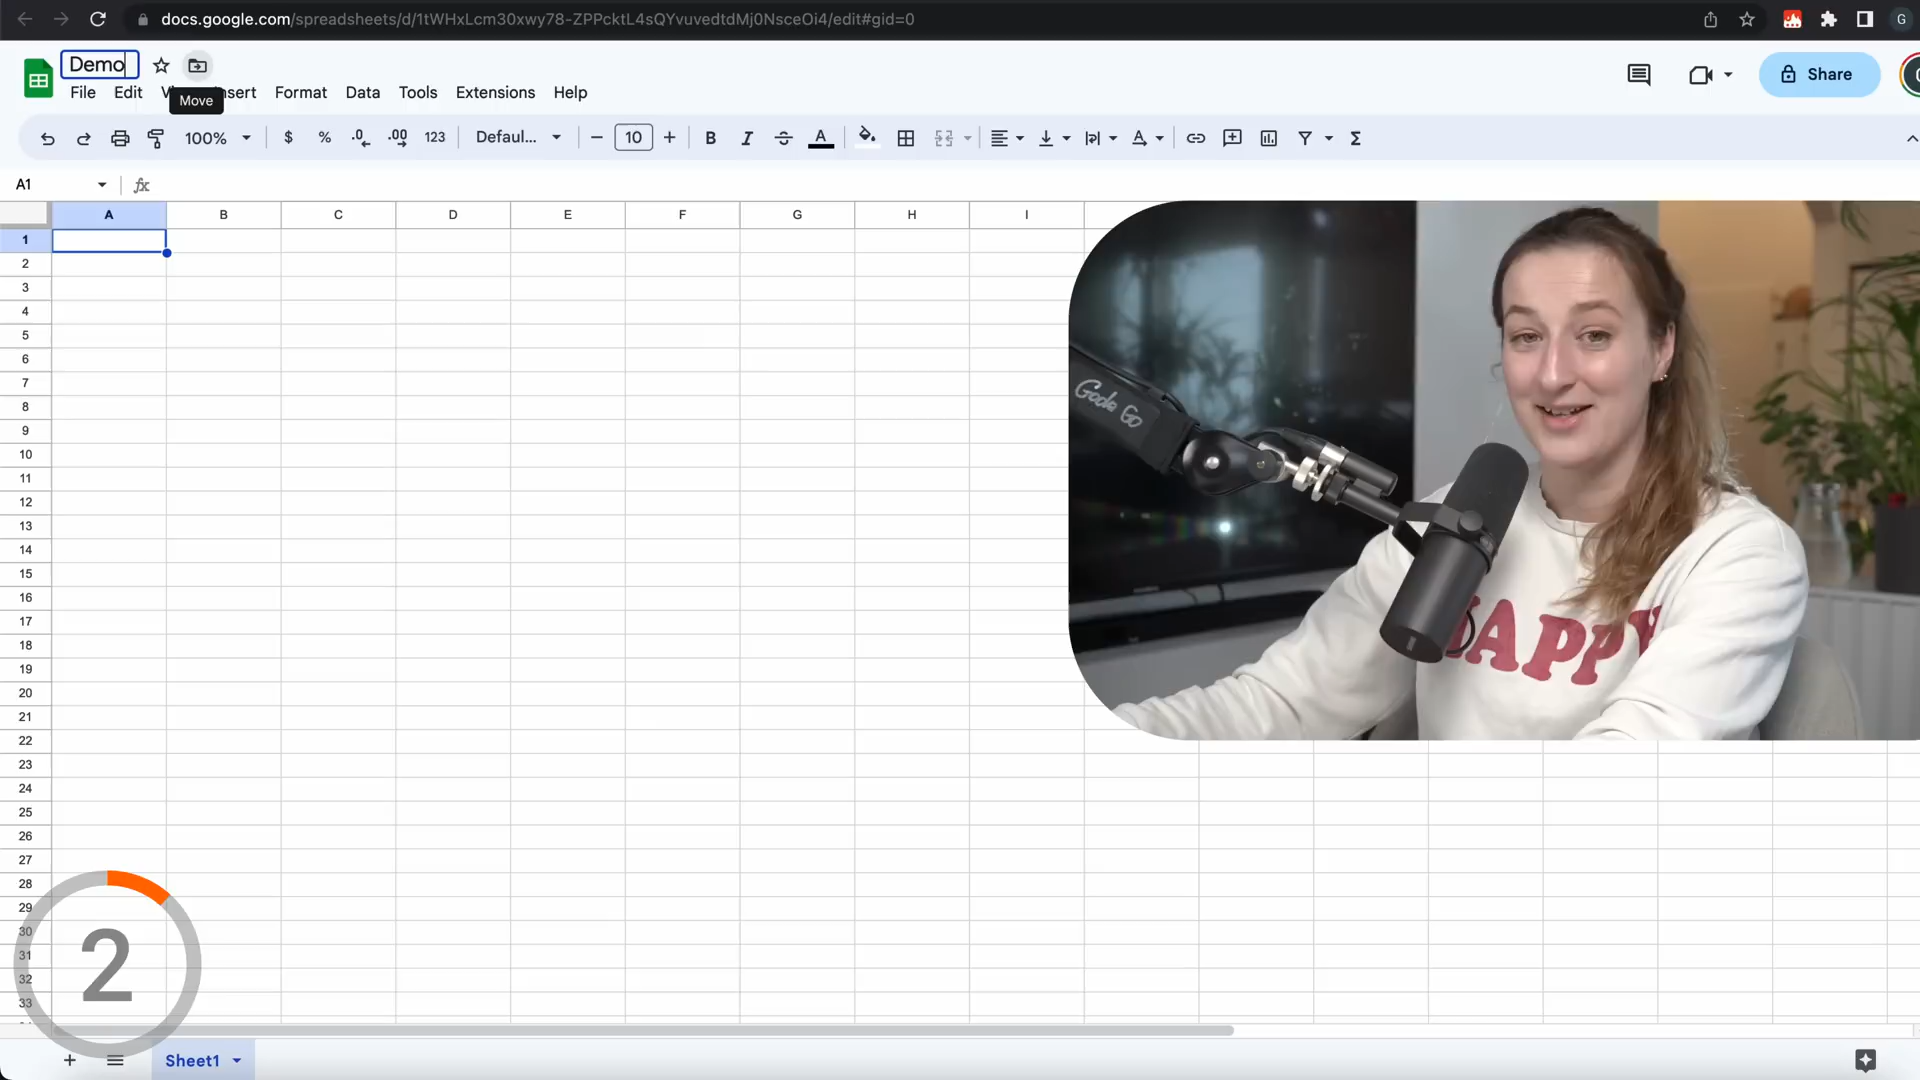 docs.google.com/spreadsheets/d/1tWHxLcm30xwy78-ZPPcktL4sQYvuvedtdMj0NsceOi4/edit#gid=0
G
Demo
File Edit V nsert Format Data Tools Extensions Help
Move
Share
100% $ % .0 .00 123 Defaul... 10 B I S A Σ
A1 fx
A B C D E F G H I
1
2
3
4
5
6
7
8
9
10
11
12
13
14
15
16
17
18
19
20
21
22
23
24
25
26
27
28
29
30
31
32
33
Goda Go
HAPPY
2
Sheet1